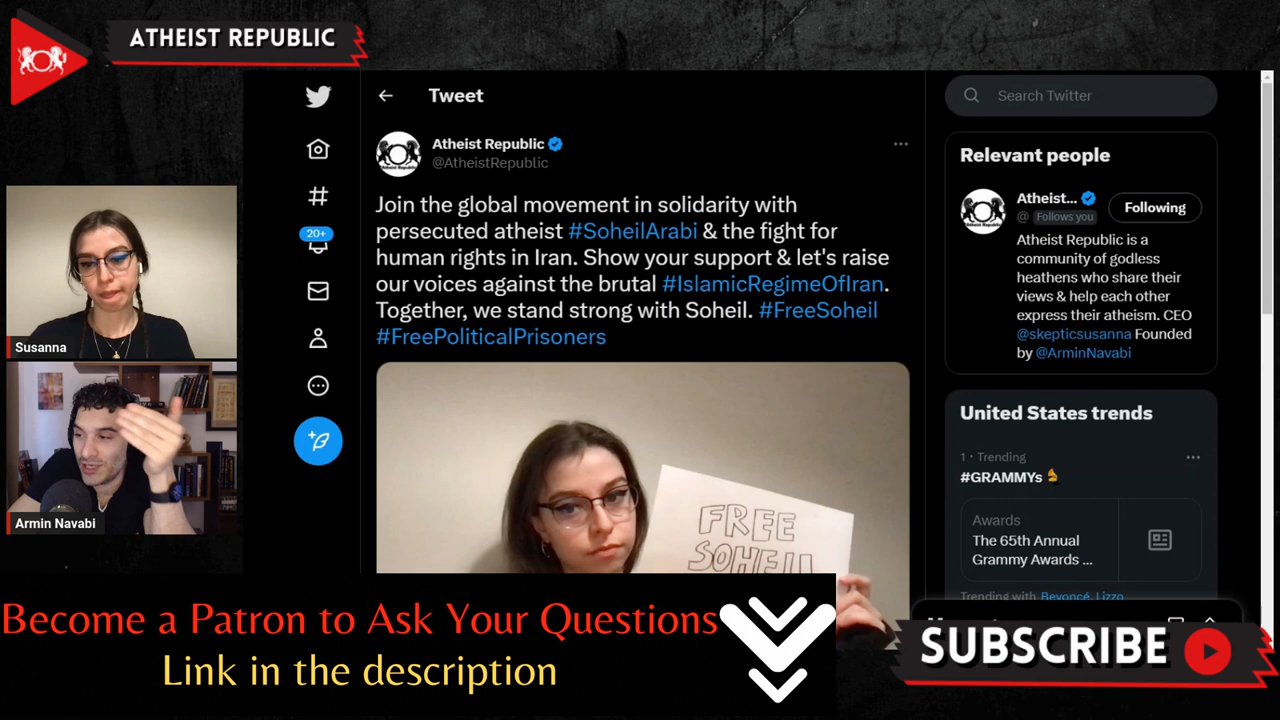 ATHEIST REPUBLIC
Tweet
Search Twitter
Atheist Republic
@AtheistRepublic
Join the global movement in solidarity with
persecuted atheist #SoheilArabi & the fight for
human rights in Iran. Show your support & let's raise
our voices against the brutal #IslamicRegimeOfIran.
Together, we stand strong with Soheil. #FreeSoheil
#FreePoliticalPrisoners
20+
FREE
SOHEIL
Susanna
Armin Navabi
Relevant people
Atheist...
@ Follows you
Following
Atheist Republic is a
community of godless
heathens who share their
views & help each other
express their atheism. CEO
@skepticsusanna Founded
by @ArminNavabi
United States trends
1 · Trending
#GRAMMYs
Awards
The 65th Annual
Grammy Awards ...
Trending with Beyoncé, Lizzo
Become a Patron to Ask Your Questions
Link in the description
SUBSCRIBE